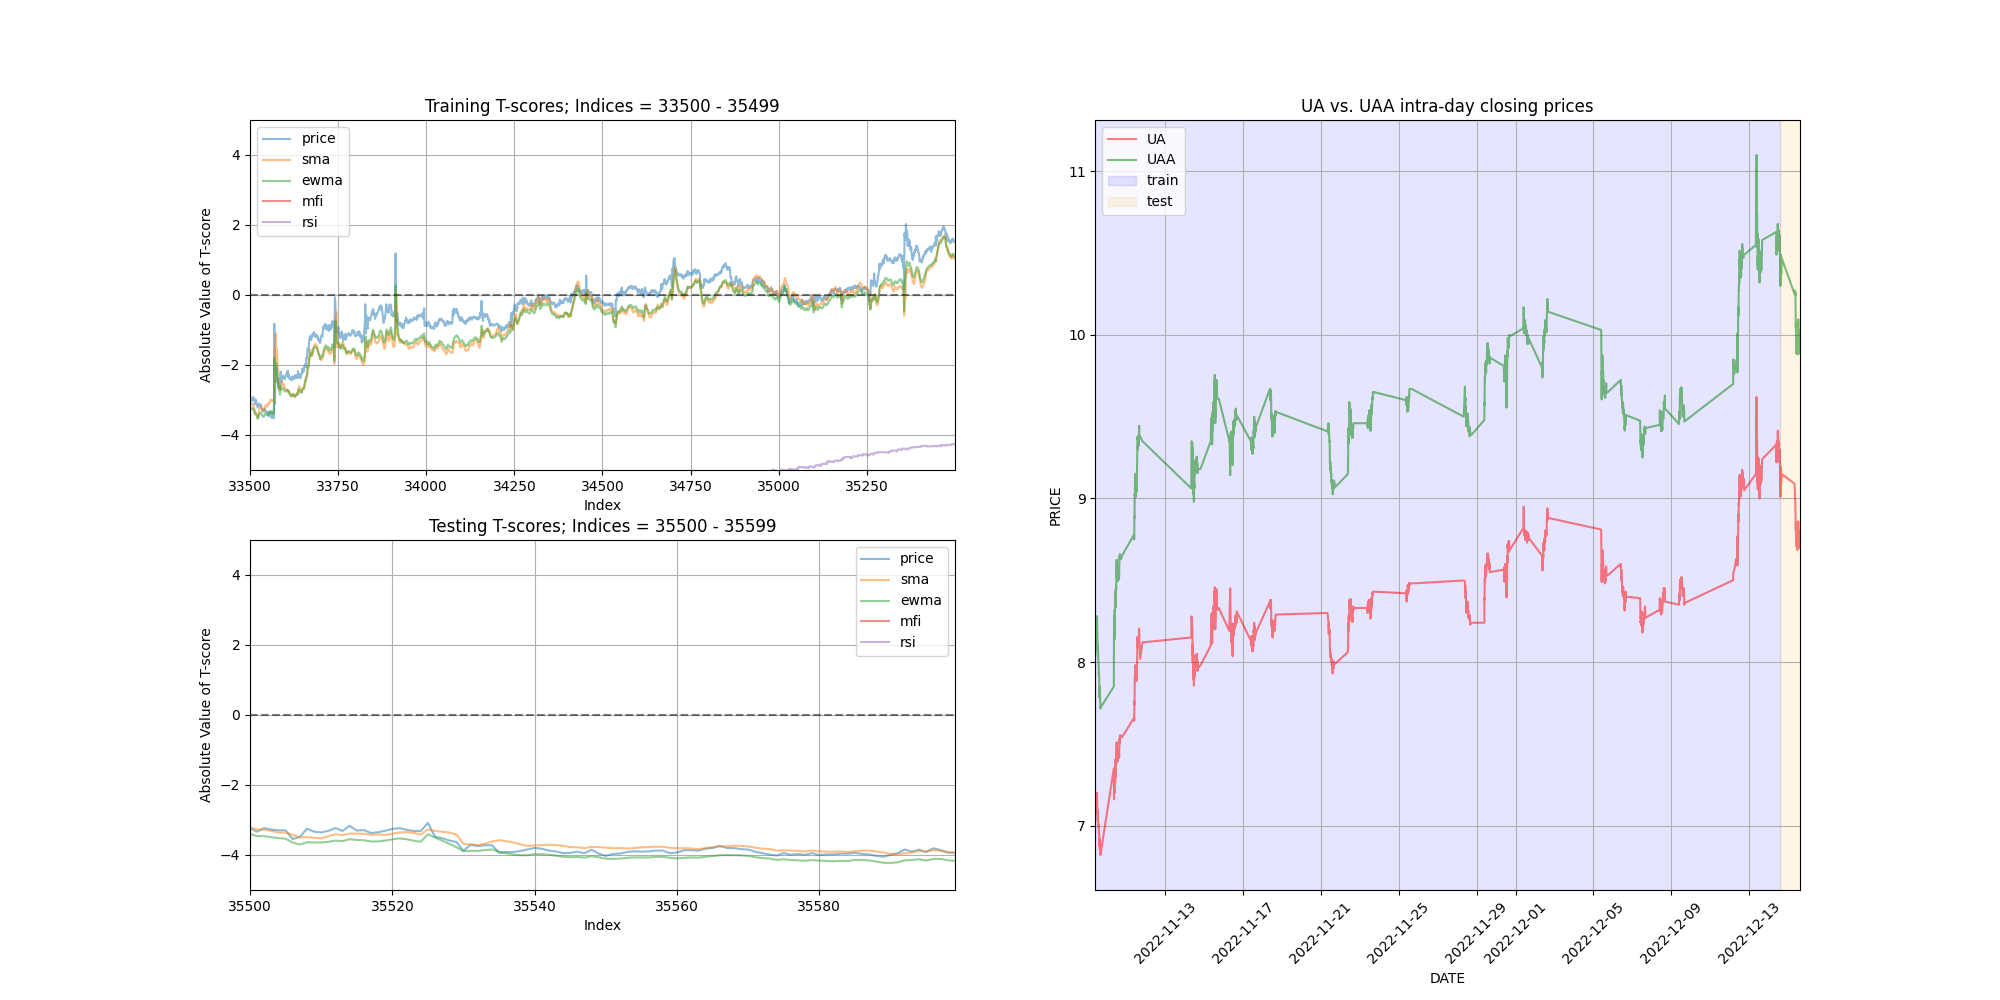 Training T-scores; Indices = 33500 - 35499
price
sma
ewma
mfi
rsi
4
2
0
−2
−4
Absolute Value of T-score
33500 33750 34000 34250 34500 34750 35000 35250
Index
Testing T-scores; Indices = 35500 - 35599
price
sma
ewma
mfi
rsi
4
2
0
−2
−4
Absolute Value of T-score
35500 35520 35540 35560 35580
Index
UA vs. UAA intra-day closing prices
UA
UAA
train
test
11
10
9
8
7
PRICE
2022-11-13 2022-11-17 2022-11-21 2022-11-25 2022-11-29 2022-12-01 2022-12-05 2022-12-09 2022-12-13
DATE